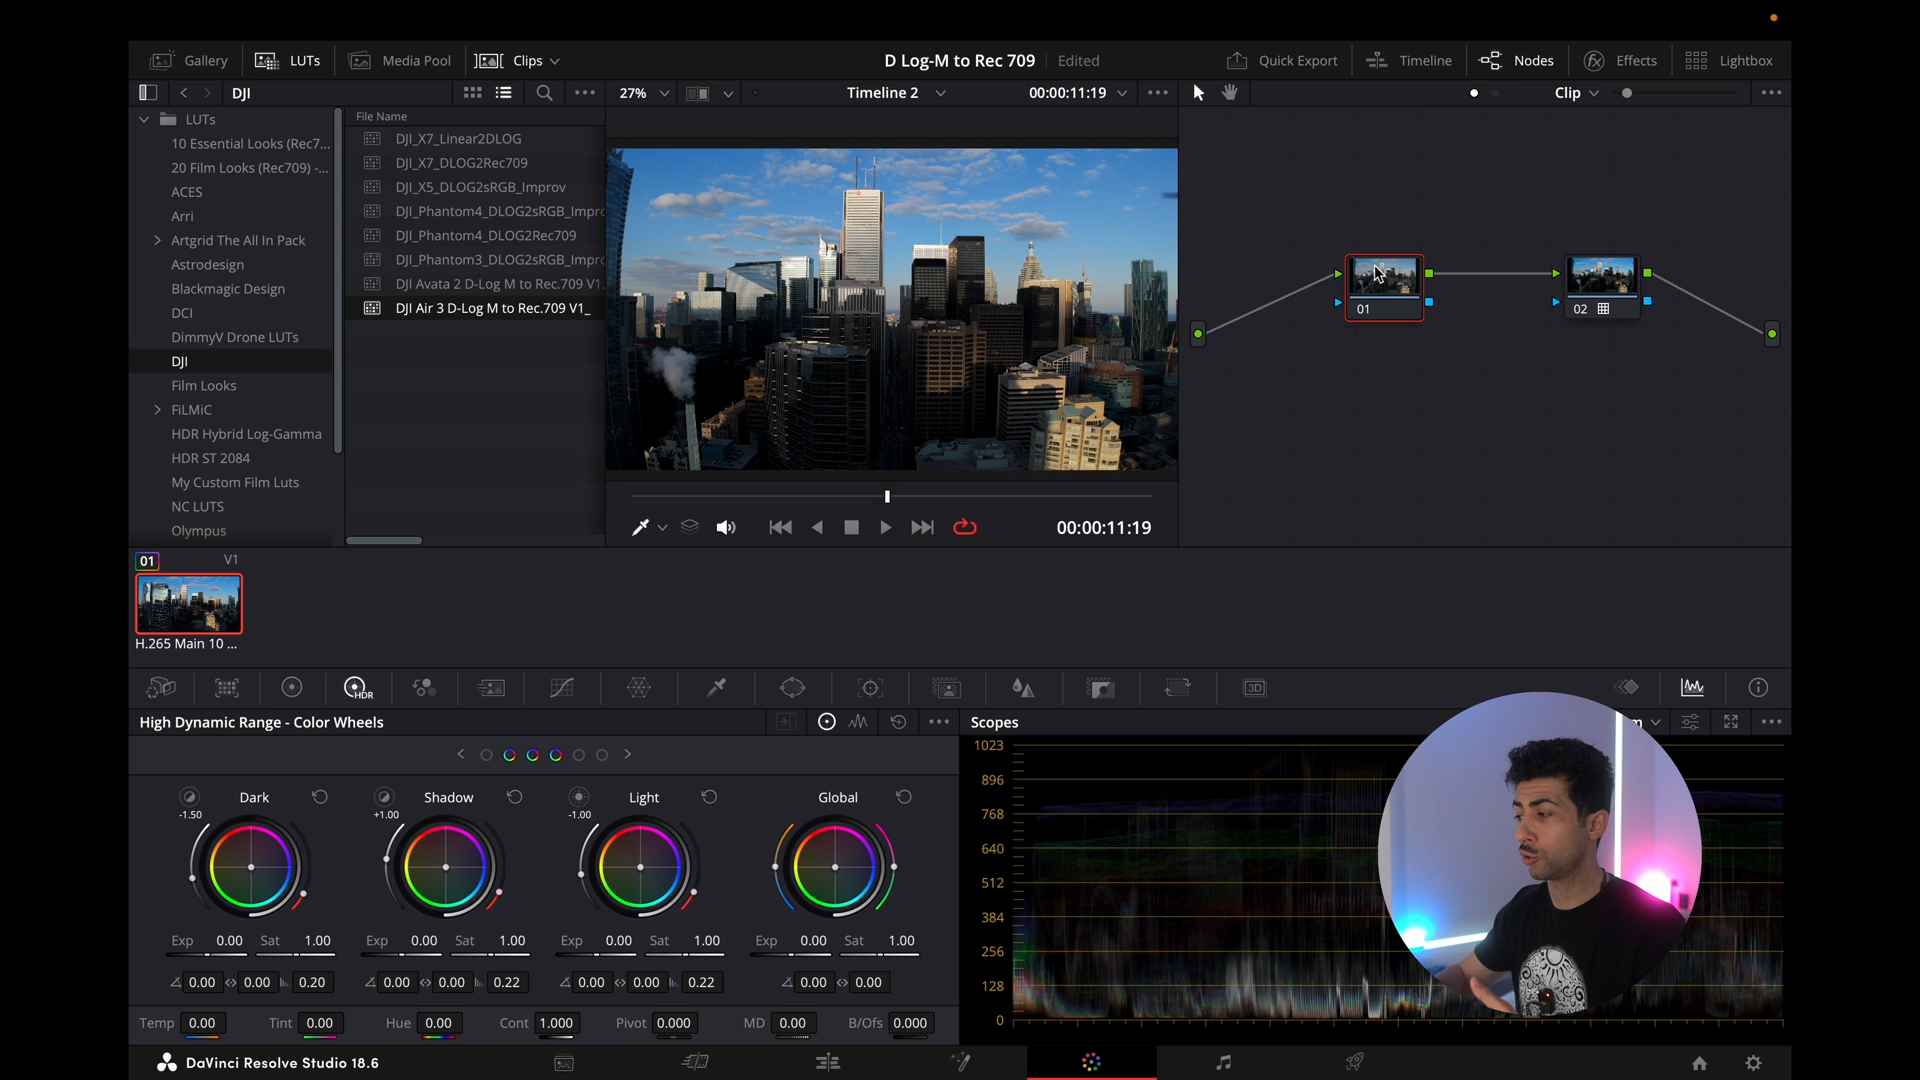 Gallery LUTs Media Pool Clips D Log-M to Rec 709 Edited Quick Export Timeline Nodes Effects Lightbox
DJI 27% Timeline 2 00:00:11:19 Clip
LUTs
10 Essential Looks (Rec7...
20 Film Looks (Rec709) -...
ACES
Arri
Artgrid The All In Pack
Astrodesign
Blackmagic Design
DCI
DimmyV Drone LUTs
DJI
Film Looks
FiLMiC
HDR Hybrid Log-Gamma
HDR ST 2084
My Custom Film Luts
NC LUTS
Olympus
File Name
DJI_X7_Linear2DLOG
DJI_X7_DLOG2Rec709
DJI_X5_DLOG2sRGB_Improv
DJI_Phantom4_DLOG2sRGB_Impro
DJI_Phantom4_DLOG2Rec709
DJI_Phantom3_DLOG2sRGB_Impro
DJI Avata 2 D-Log M to Rec.709 V1.
DJI Air 3 D-Log M to Rec.709 V1_
00:00:11:19
01
02
01 V1
H.265 Main 10 ...
HDR
3D
High Dynamic Range - Color Wheels
Dark Shadow Light Global
-1.50 +1.00 -1.00
Exp 0.00 Sat 1.00 Exp 0.00 Sat 1.00 Exp 0.00 Sat 1.00 Exp 0.00 Sat 1.00
0.00 0.00 0.20 0.00 0.00 0.22 0.00 0.00 0.22 0.00 0.00
Temp 0.00 Tint 0.00 Hue 0.00 Cont 1.000 Pivot 0.000 MD 0.00 B/Ofs 0.000
Scopes m
1023
896
768
640
512
384
256
128
0
DaVinci Resolve Studio 18.6